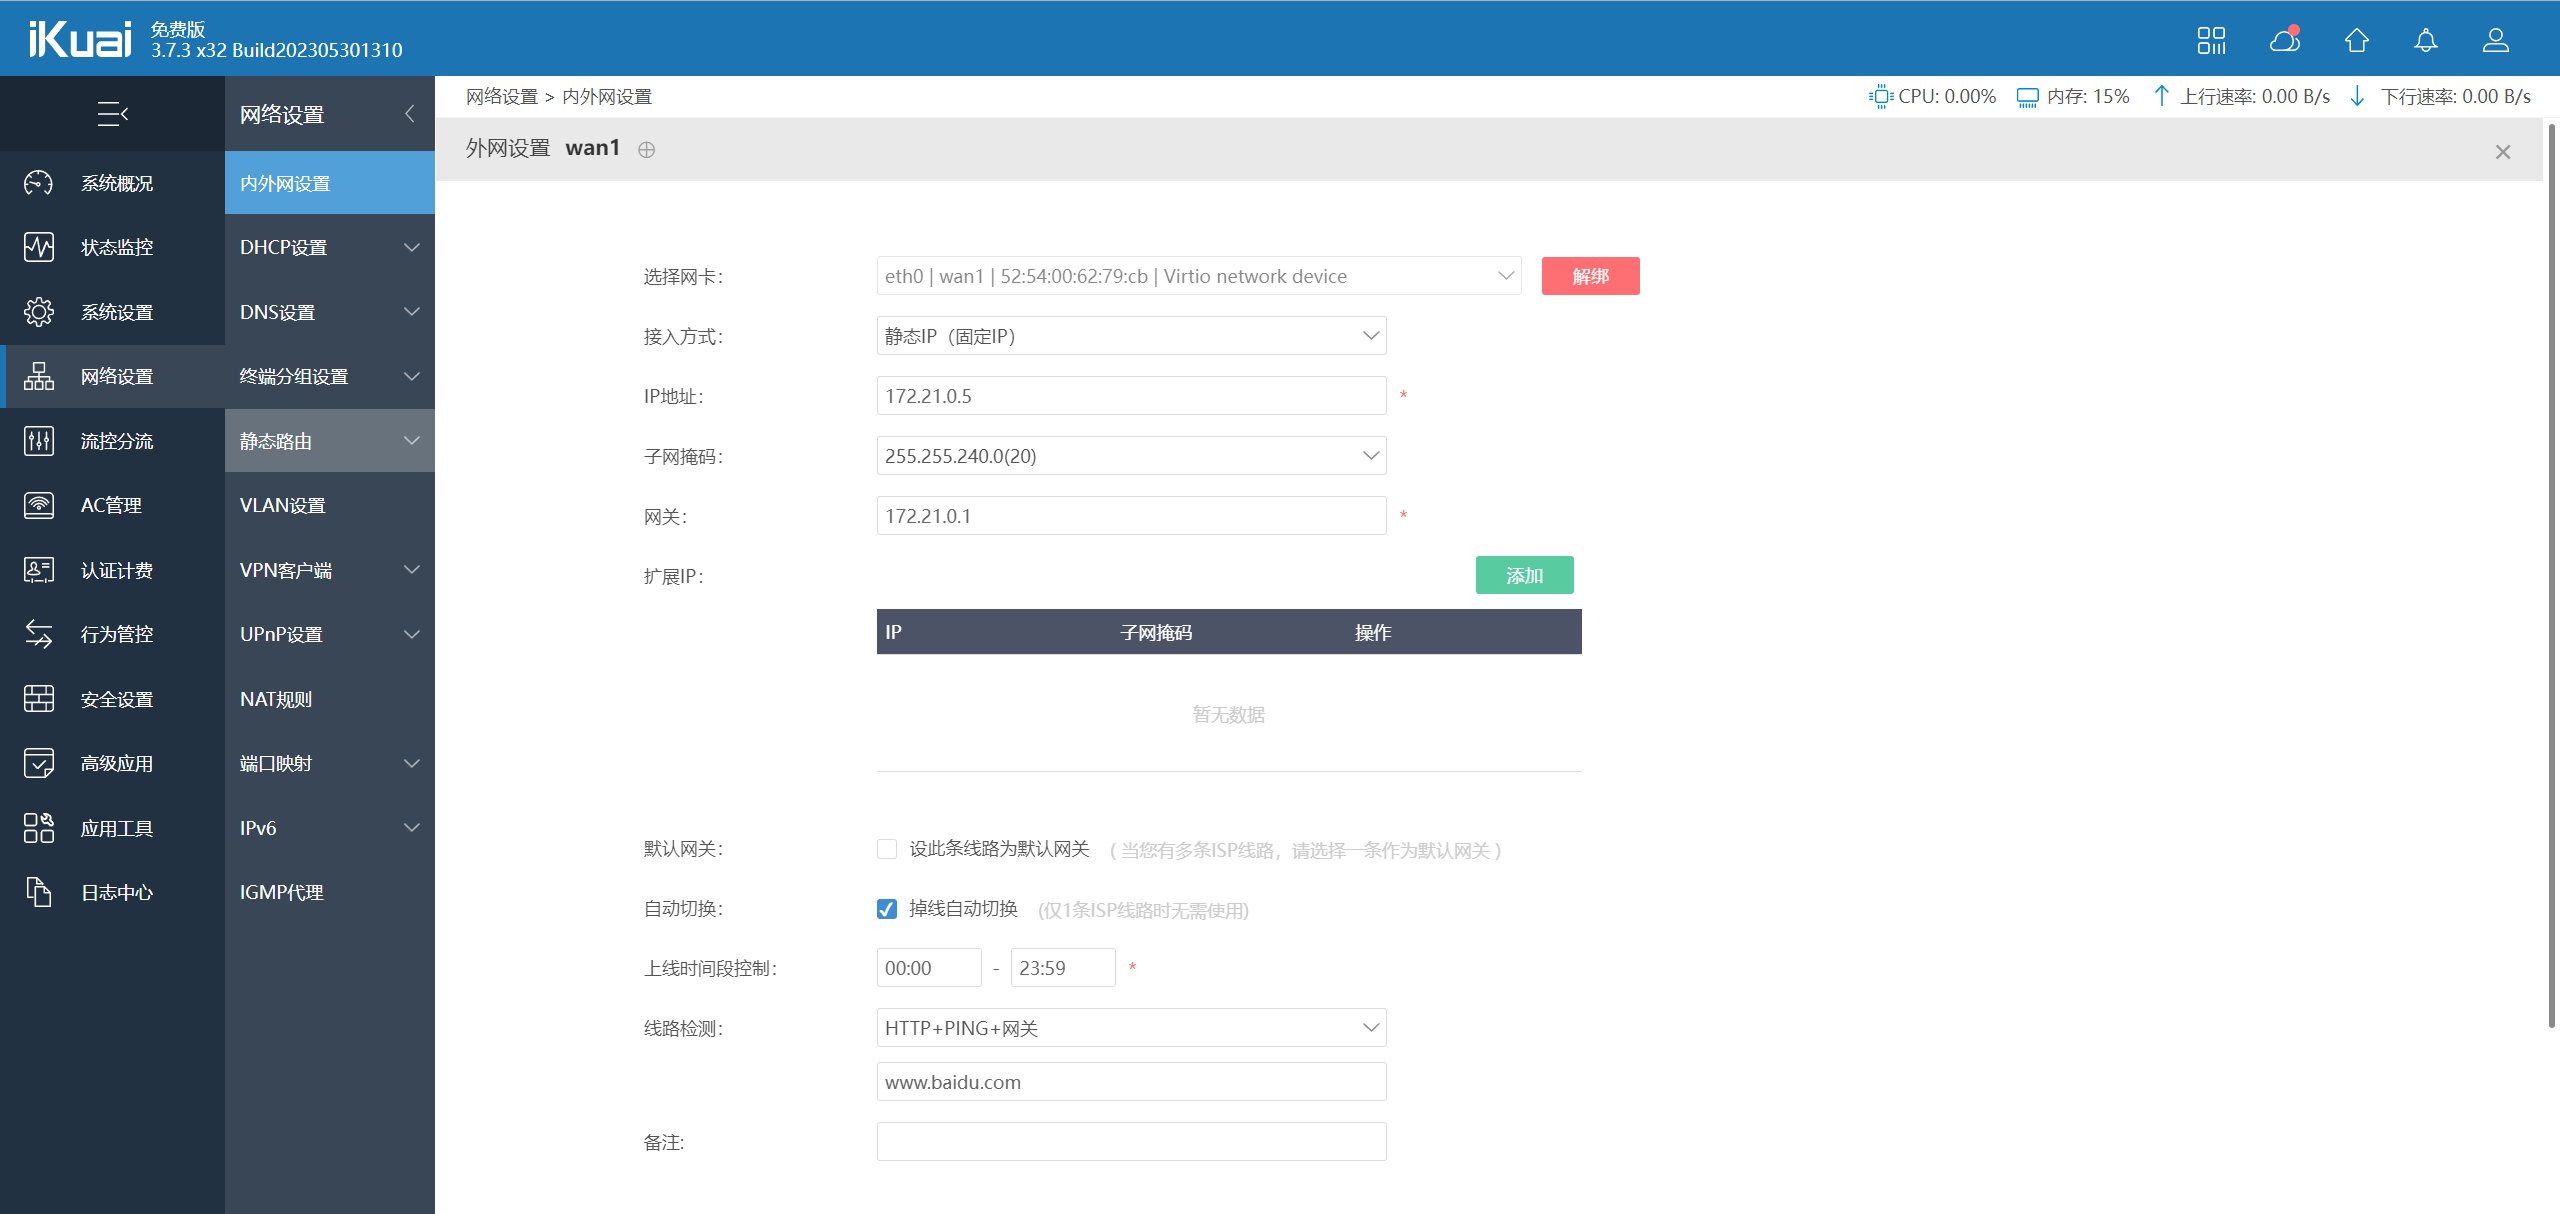 iKuai
免费版
3.7.3 x32 Build202305301310
网络设置
系统概况
状态监控
系统设置
网络设置
流控分流
AC管理
认证计费
行为管控
安全设置
高级应用
应用工具
日志中心
内外网设置
DHCP设置
DNS设置
终端分组设置
静态路由
VLAN设置
VPN客户端
UPnP设置
NAT规则
端口映射
IPv6
IGMP代理
网络设置 > 内外网设置
CPU: 0.00% 内存: 15% 上行速率: 0.00 B/s 下行速率: 0.00 B/s
外网设置 wan1
选择网卡: eth0 | wan1 | 52:54:00:62:79:cb | Virtio network device 解绑
接入方式: 静态IP（固定IP）
IP地址: 172.21.0.5 *
子网掩码: 255.255.240.0(20)
网关: 172.21.0.1 *
扩展IP: 添加
IP 子网掩码 操作
暂无数据
默认网关: 设此条线路为默认网关 ( 当您有多条ISP线路，请选择一条作为默认网关 )
自动切换: 掉线自动切换 (仅1条ISP线路时无需使用)
上线时间段控制: 00:00 - 23:59 *
线路检测: HTTP+PING+网关
www.baidu.com
备注: